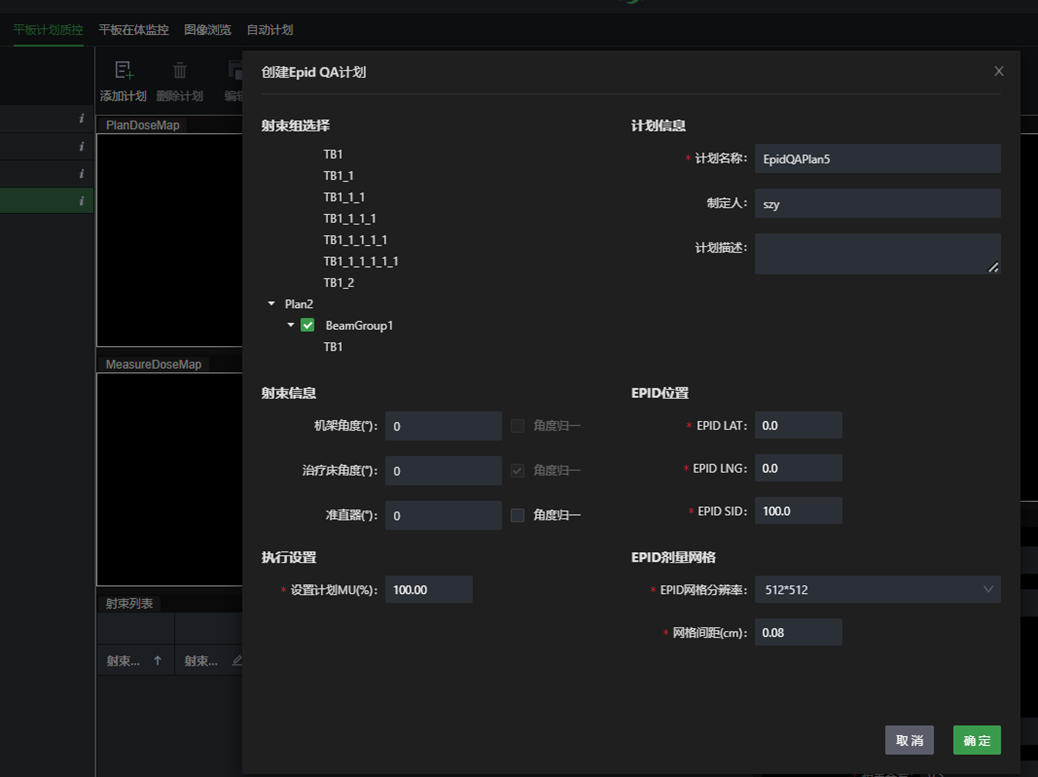 平板计划质控 平板在体监控 图像浏览 自动计划
添加计划 删除计划
PlanDoseMap
MeasureDoseMap
射束列表
射束... 射束...
创建Epid QA计划
射束组选择
TB1
TB1_1
TB1_1_1
TB1_1_1_1
TB1_1_1_1_1
TB1_1_1_1_1_1
TB1_2
Plan2
BeamGroup1
TB1
计划信息
* 计划名称: EpidQAPlan5
制定人: szy
计划描述:
射束信息
机架角度(°): 0 角度归一
治疗床角度(°): 0 角度归一
准直器(°): 0 角度归一
EPID位置
* EPID LAT: 0.0
* EPID LNG: 0.0
* EPID SID: 100.0
执行设置
* 设置计划MU(%): 100.00
EPID剂量网格
* EPID网格分辨率: 512*512
* 网格间距(cm): 0.08
取消 确定